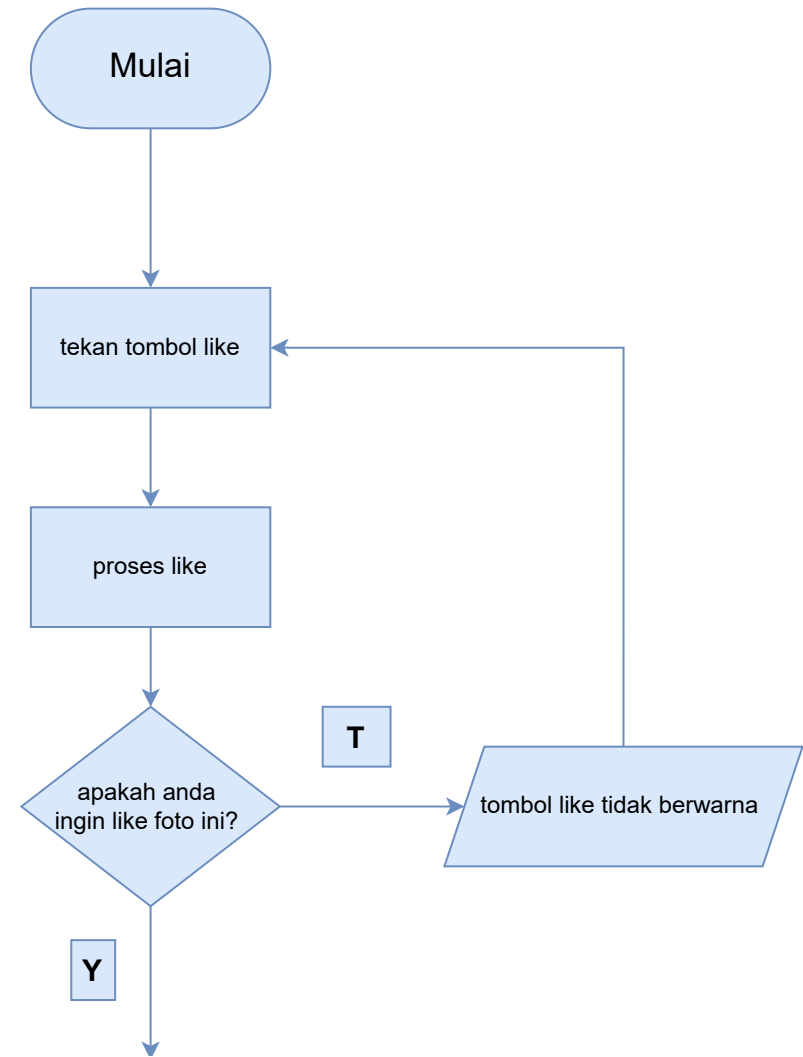 Mulai
tekan tombol like
proses like
apakah anda
ingin like foto ini?
T
tombol like tidak berwarna
Y